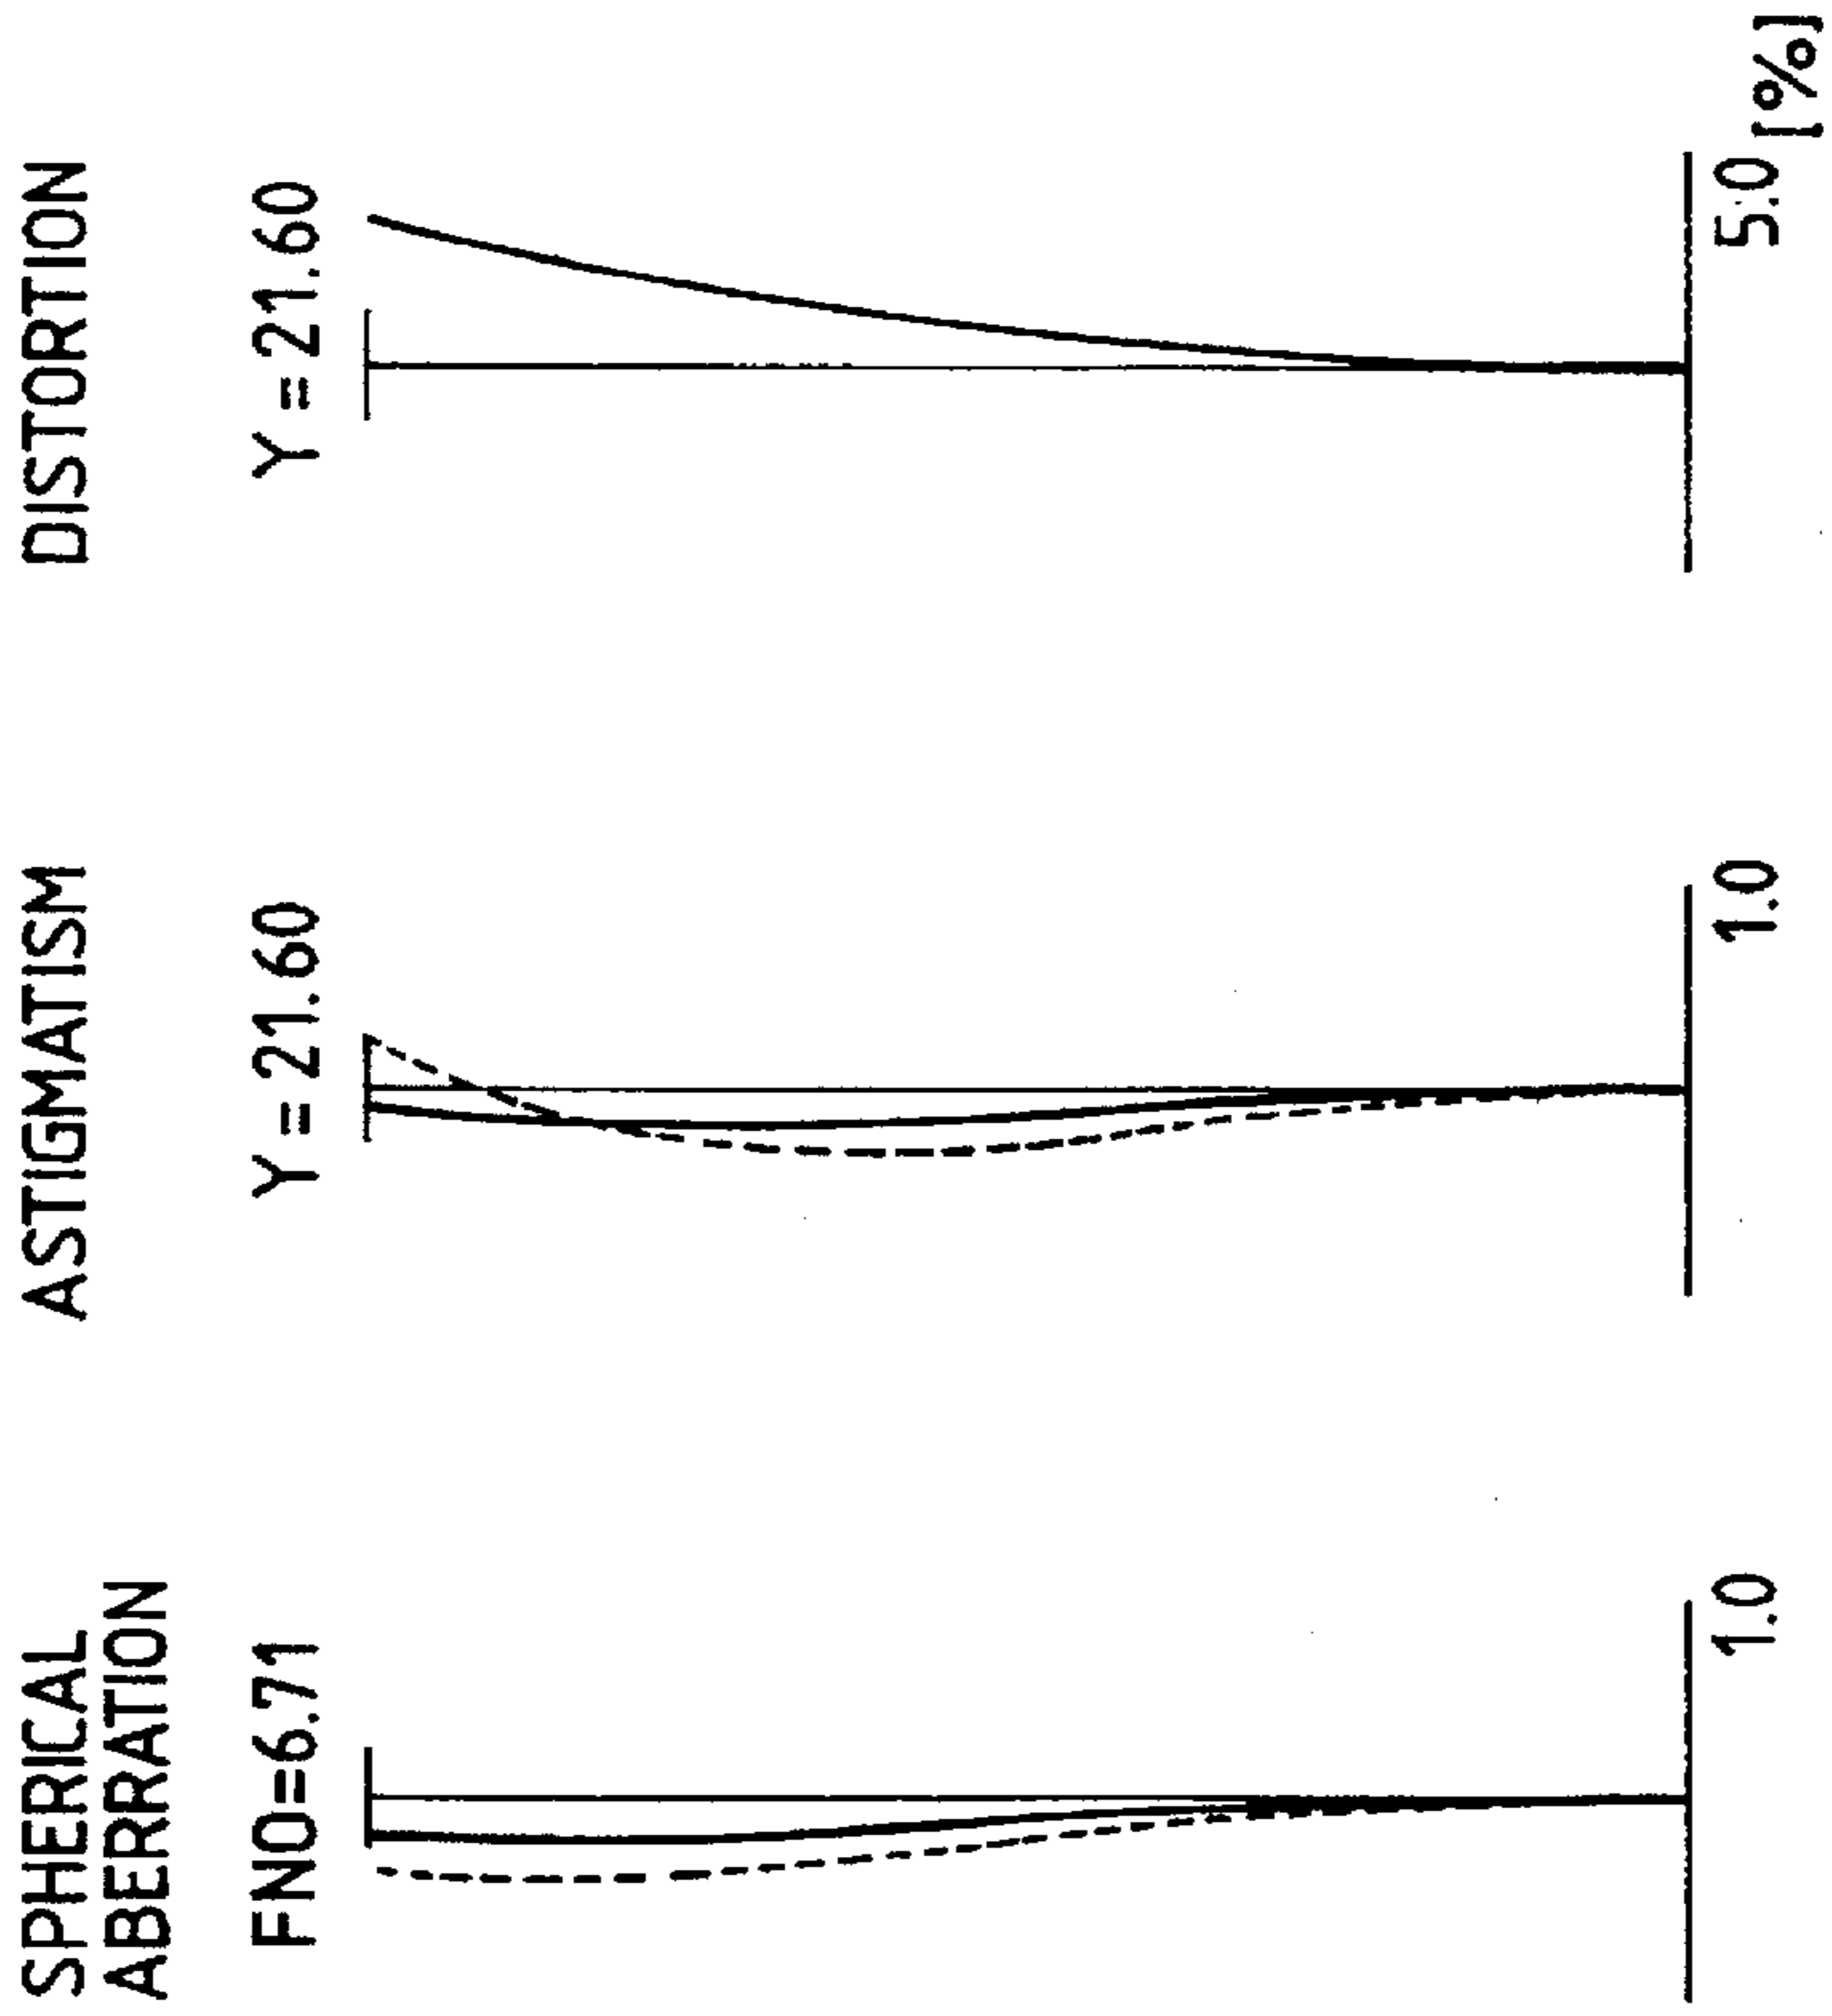 SPHERICAL
ABERRATION
FNO=6.71
1.0
ASTIGMATISM
Y = 21.60
1.0
DISTORTION
Y = 21.60
5.0 [%]